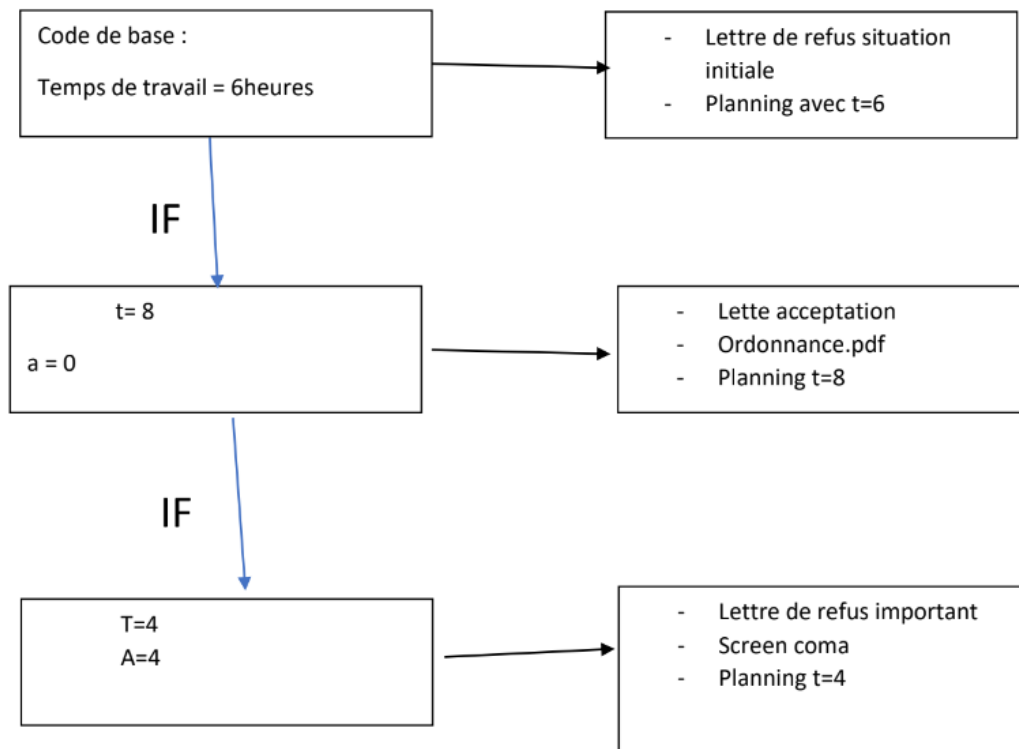 Code de base :
Temps de travail = 6heures
- Lettre de refus situation
initiale
- Planning avec t=6
IF
t= 8
a = 0
- Lette acceptation
- Ordonnance.pdf
- Planning t=8
IF
T=4
A=4
- Lettre de refus important
- Screen coma
- Planning t=4